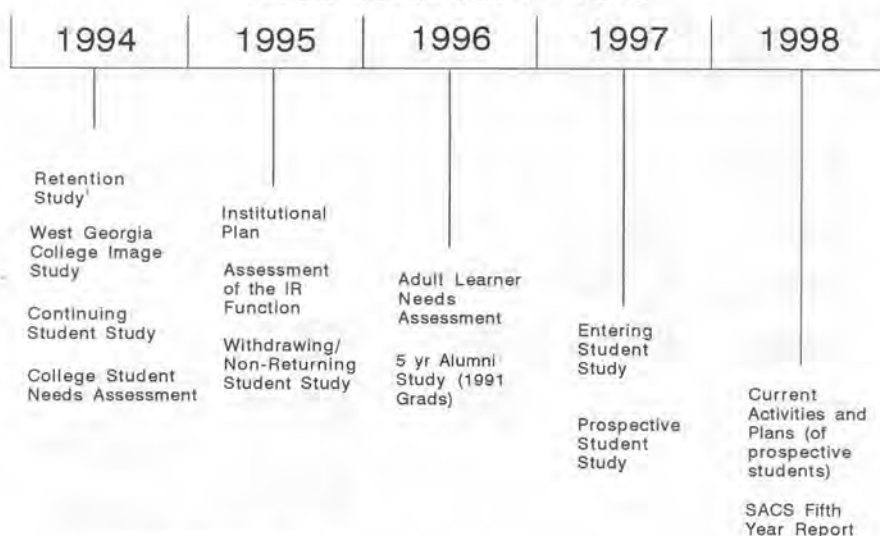 1994 1995 1996 1997 1998
Retention
Study¹
West Georgia
College Image
Study
Continuing
Student Study
College Student
Needs Assessment
Institutional
Plan
Assessment
of the IR
Function
Withdrawing/
Non-Returning
Student Study
Adult Learner
Needs
Assessment
5 yr Alumni
Study (1991
Grads)
Entering
Student
Study
Prospective
Student
Study
Current
Activities and
Plans (of
prospective
students)
SACS Fifth
Year Report